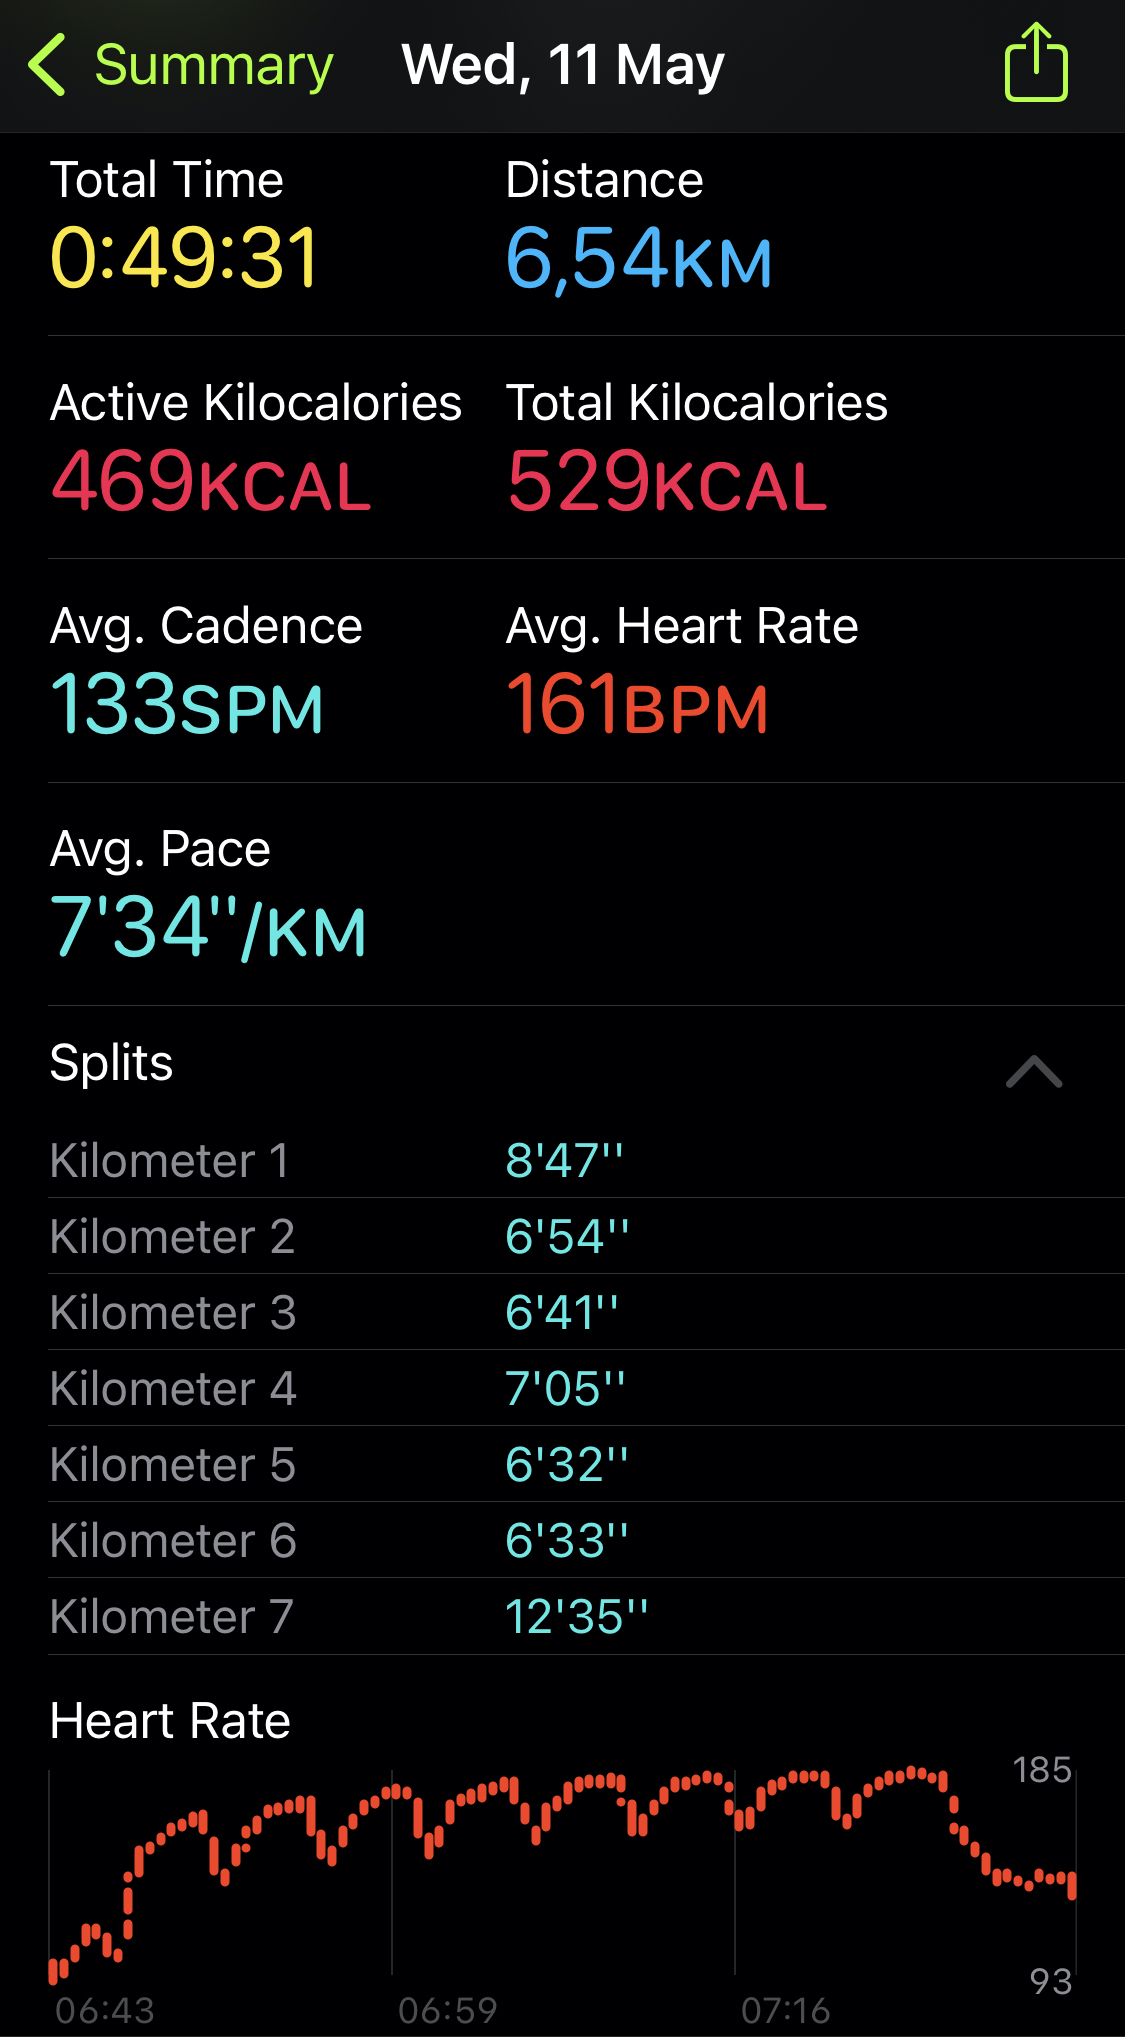 Summary
Wed, 11 May
Total Time Distance
0:49:31 6,54KM
Active Kilocalories Total Kilocalories
469KCAL 529KCAL
Avg. Cadence Avg. Heart Rate
133SPM 161BPM
Avg. Pace
7'34''/KM
Splits
Kilometer 1 8'47''
Kilometer 2 6'54''
Kilometer 3 6'41''
Kilometer 4 7'05''
Kilometer 5 6'32''
Kilometer 6 6'33''
Kilometer 7 12'35''
Heart Rate
185
93
06:43 06:59 07:16